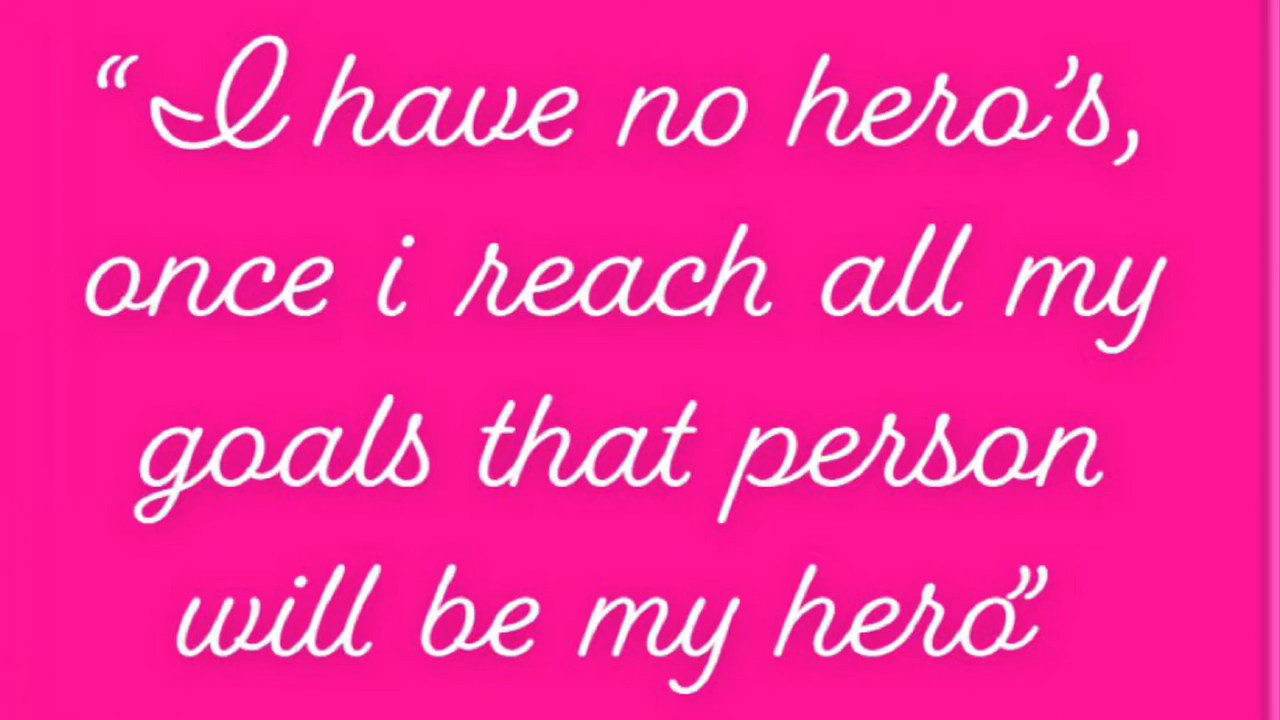 “I have no hero’s,
once i reach all my
goals that person
will be my hero”